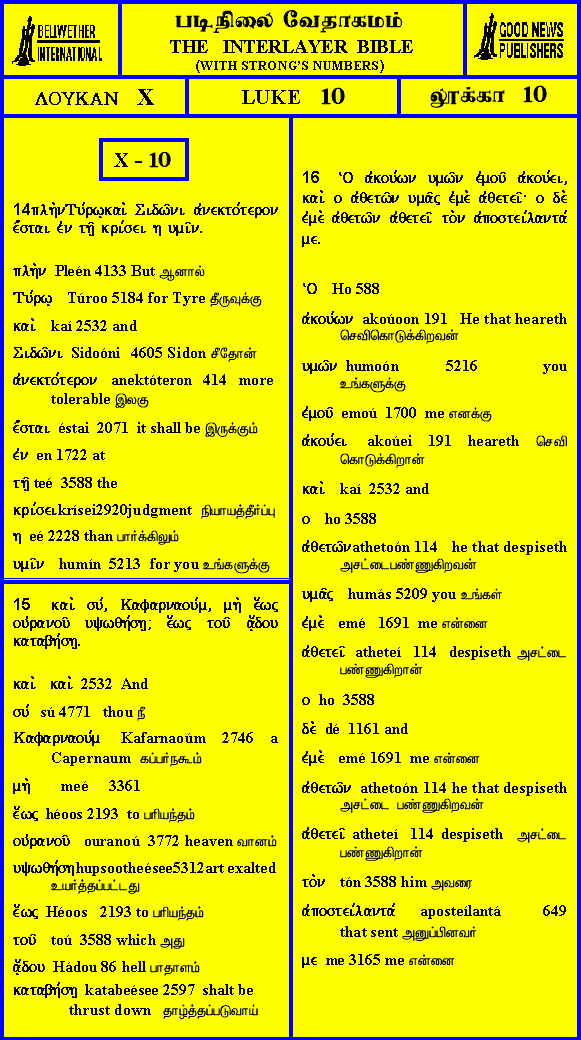 BELLWETHER
INTERNATIONAL
படிநிலை வேதாகமம்
THE INTERLAYER BIBLE
(WITH STRONG'S NUMBERS)
GOOD NEWS
PUBLISHERS
ΛΟΥΚΑΝ X
LUKE 10
லூக்கா 10
X - 10
14πλὴνΤύρῳκαὶ Σιδῶνι ἀνεκτότερον
ἔσται ἐν τῇ κρίσει η υμῖν.
πλὴν Pleén 4133 But ஆனால்
Τύρῳ Túroo 5184 for Tyre தீருவுக்கு
καὶ kaí 2532 and
Σιδῶνι Sidoóni 4605 Sidon சீதோன்
ἀνεκτότερον anektóteron 414 more
tolerable இலகு
ἔσται éstai 2071 it shall be இருக்கும்
ἐν en 1722 at
τῇ teé 3588 the
κρίσει krísei2920judgment நியாயத்தீர்ப்பு
η eé 2228 than பார்க்கிலும்
υμῖν humín 5213 for you உங்களுக்கு
15 καὶ σύ, Καφαρναούμ, μὴ ἕως
οὐρανοῦ υψωθήσῃ; ἕως τοῦ ᾅδου
καταβήσῃ.
καὶ καὶ 2532 And
σύ sú 4771 thou நீ
Καφαρναούμ Kafarnaoúm 2746 a
Capernaum கப்பர்நகூம்
μὴ meé 3361
ἕως héoos 2193 to பரியந்தம்
οὐρανοῦ ouranoú 3772 heaven வானம்
υψωθήσῃ hupsootheésee5312art exalted
உயர்த்தப்பட்டது
ἕως Héoos 2193 to பரியந்தம்
τοῦ toú 3588 which அது
ᾅδου Hádou 86 hell பாதாளம்
καταβήσῃ katabeésee 2597 shalt be
thrust down தாழ்த்தப்படுவாய்
16 Ὁ ἀκούων υμῶν ἐμοῦ ἀκούει,
καὶ ο ἀθετῶν υμᾶς ἐμὲ ἀθετεῖ· ο δὲ
ἐμὲ ἀθετῶν ἀθετεῖ τὸν ἀποστείλαντά
με.
Ὁ Ho 588
ἀκούων akoúoon 191 He that heareth
செவிகொடுக்கிறவன்
υμῶν humoón 5216 you
உங்களுக்கு
ἐμοῦ emoú 1700 me எனக்கு
ἀκούει akoúei 191 heareth செவி
கொடுக்கிறான்
καὶ kaí 2532 and
ο ho 3588
ἀθετῶν athetoón 114 he that despiseth
அசட்டைபண்ணுகிறவன்
υμᾶς humás 5209 you உங்கள்
ἐμὲ emé 1691 me என்னை
ἀθετεῖ atheteí 114 despiseth அசட்டை
பண்ணுகிறான்
ο ho 3588
δὲ dé 1161 and
ἐμὲ emé 1691 me என்னை
ἀθετῶν athetoón 114 he that despiseth
அசட்டை பண்ணுகிறவன்
ἀθετεῖ atheteí 114 despiseth அசட்டை
பண்ணுகிறான்
τὸν tón 3588 him அவரை
ἀποστείλαντά aposteílantá 649
that sent அனுப்பினவர்
με me 3165 me என்னை